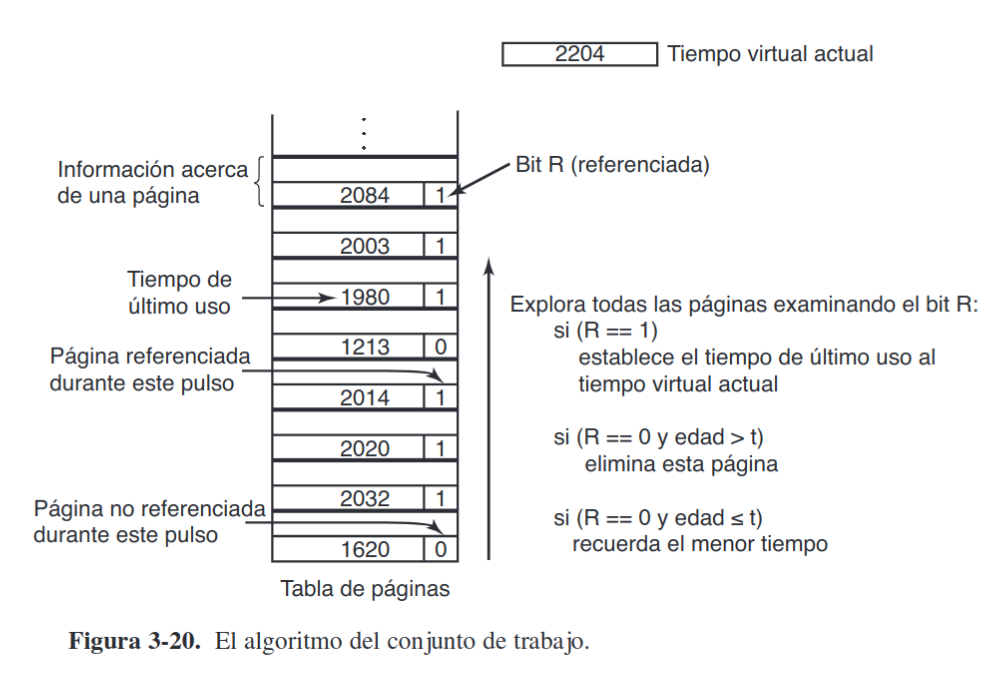 2204 Tiempo virtual actual
Información acerca
de una página
Bit R (referenciada)
2084 1
2003 1
Tiempo de
último uso
1980 1
1213 0
Página referenciada
durante este pulso
2014 1
2020 1
2032 1
Página no referenciada
durante este pulso
1620 0
Tabla de páginas
Explora todas las páginas examinando el bit R:
si (R == 1)
establece el tiempo de último uso al
tiempo virtual actual
si (R == 0 y edad > t)
elimina esta página
si (R == 0 y edad ≤ t)
recuerda el menor tiempo
Figura 3-20. El algoritmo del conjunto de trabajo.